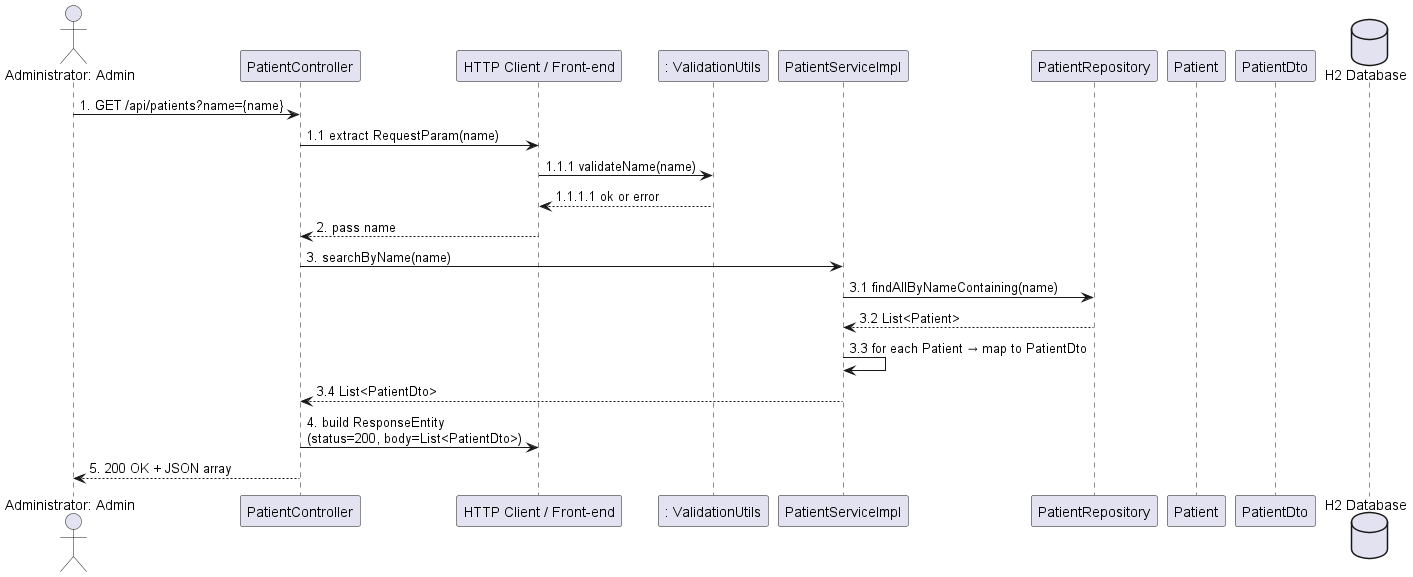 Administrator: Admin
PatientController
HTTP Client / Front-end
: ValidationUtils
PatientServiceImpl
PatientRepository
Patient
PatientDto
H2 Database
1. GET /api/patients?name={name}
1.1 extract RequestParam(name)
1.1.1 validateName(name)
1.1.1.1 ok or error
2. pass name
3. searchByName(name)
3.1 findAllByNameContaining(name)
3.2 List<Patient>
3.3 for each Patient → map to PatientDto
3.4 List<PatientDto>
4. build ResponseEntity
(status=200, body=List<PatientDto>)
5. 200 OK + JSON array
Administrator: Admin
PatientController
HTTP Client / Front-end
: ValidationUtils
PatientServiceImpl
PatientRepository
Patient
PatientDto
H2 Database